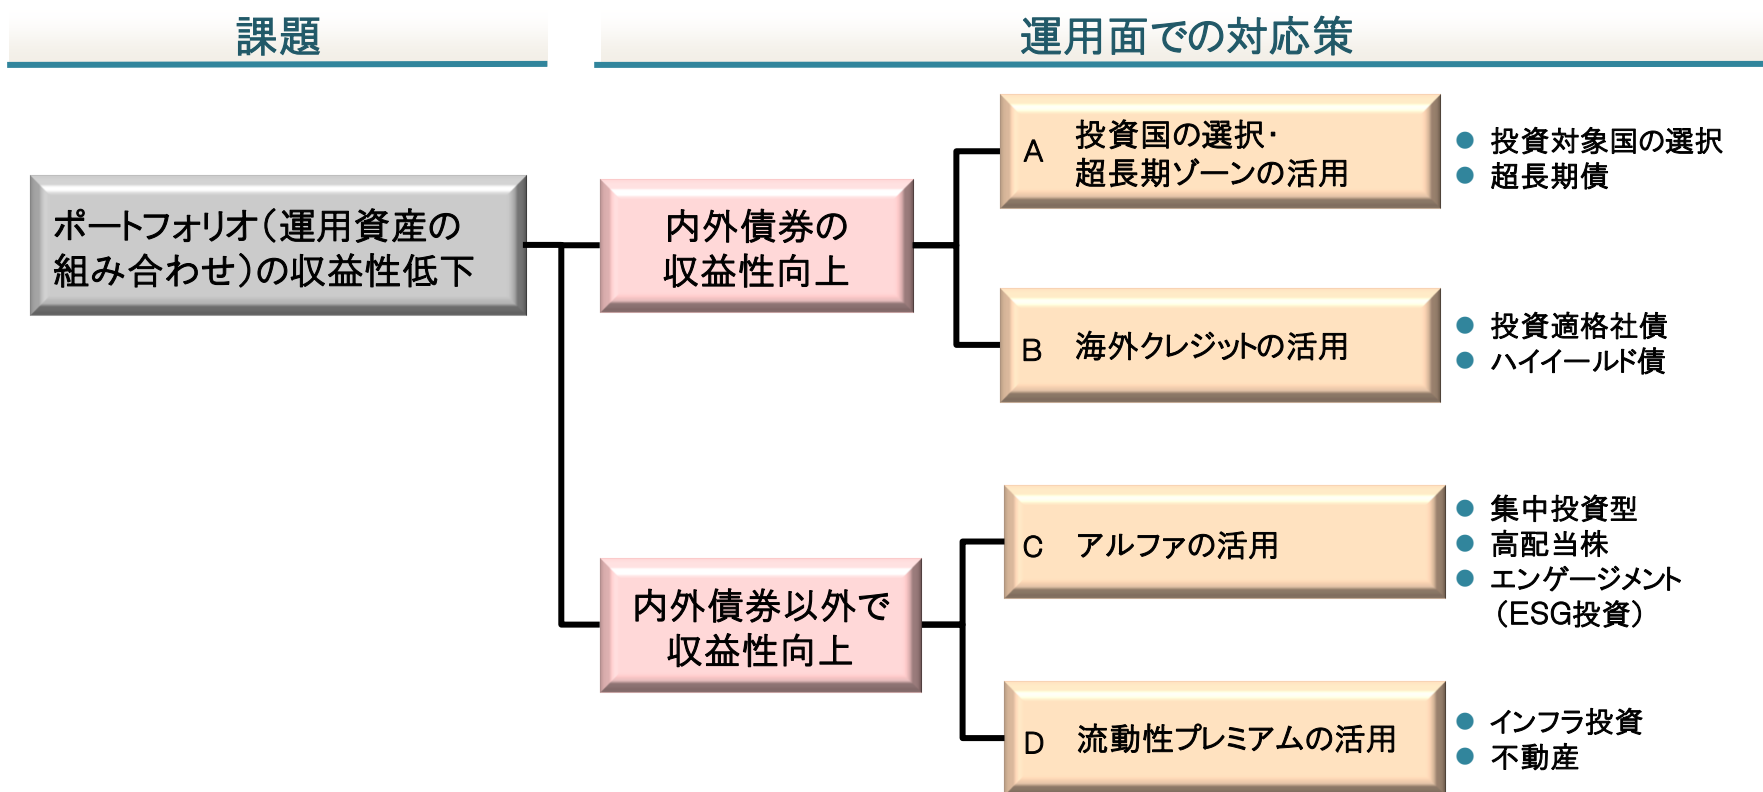 課題
運用面での対応策
ポートフォリオ（運用資産の
組み合わせ）の収益性低下
内外債券の
収益性向上
A
投資国の選択・
超長期ゾーンの活用
● 投資対象国の選択
● 超長期債
B
海外クレジットの活用
● 投資適格社債
● ハイイールド債
内外債券以外で
収益性向上
C
アルファの活用
● 集中投資型
● 高配当株
● エンゲージメント
（ESG投資）
D
流動性プレミアムの活用
● インフラ投資
● 不動産